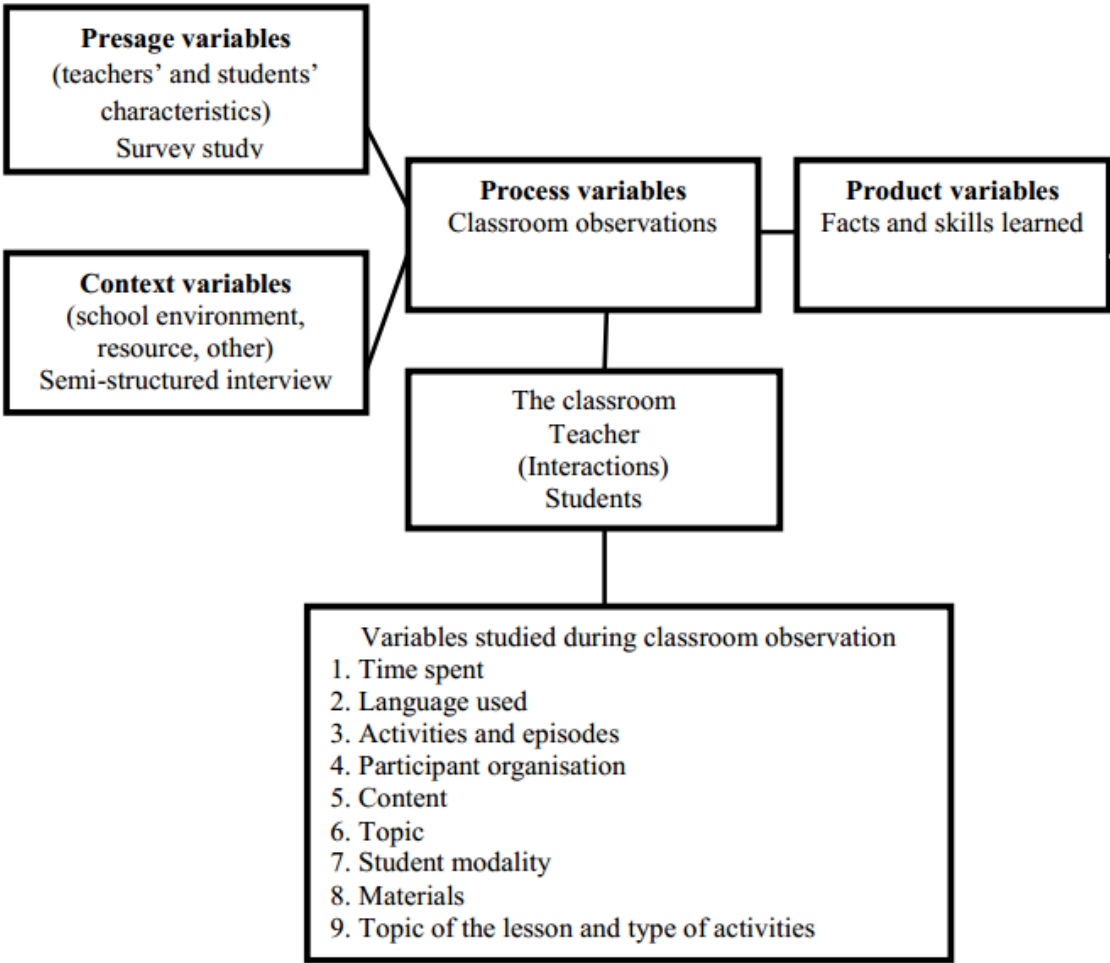 Presage variables
(teachers’ and students’
characteristics)
Survey study
Process variables
Classroom observations
Product variables
Facts and skills learned
Context variables
(school environment,
resource, other)
Semi-structured interview
The classroom
Teacher
(Interactions)
Students
Variables studied during classroom observation
1. Time spent
2. Language used
3. Activities and episodes
4. Participant organisation
5. Content
6. Topic
7. Student modality
8. Materials
9. Topic of the lesson and type of activities